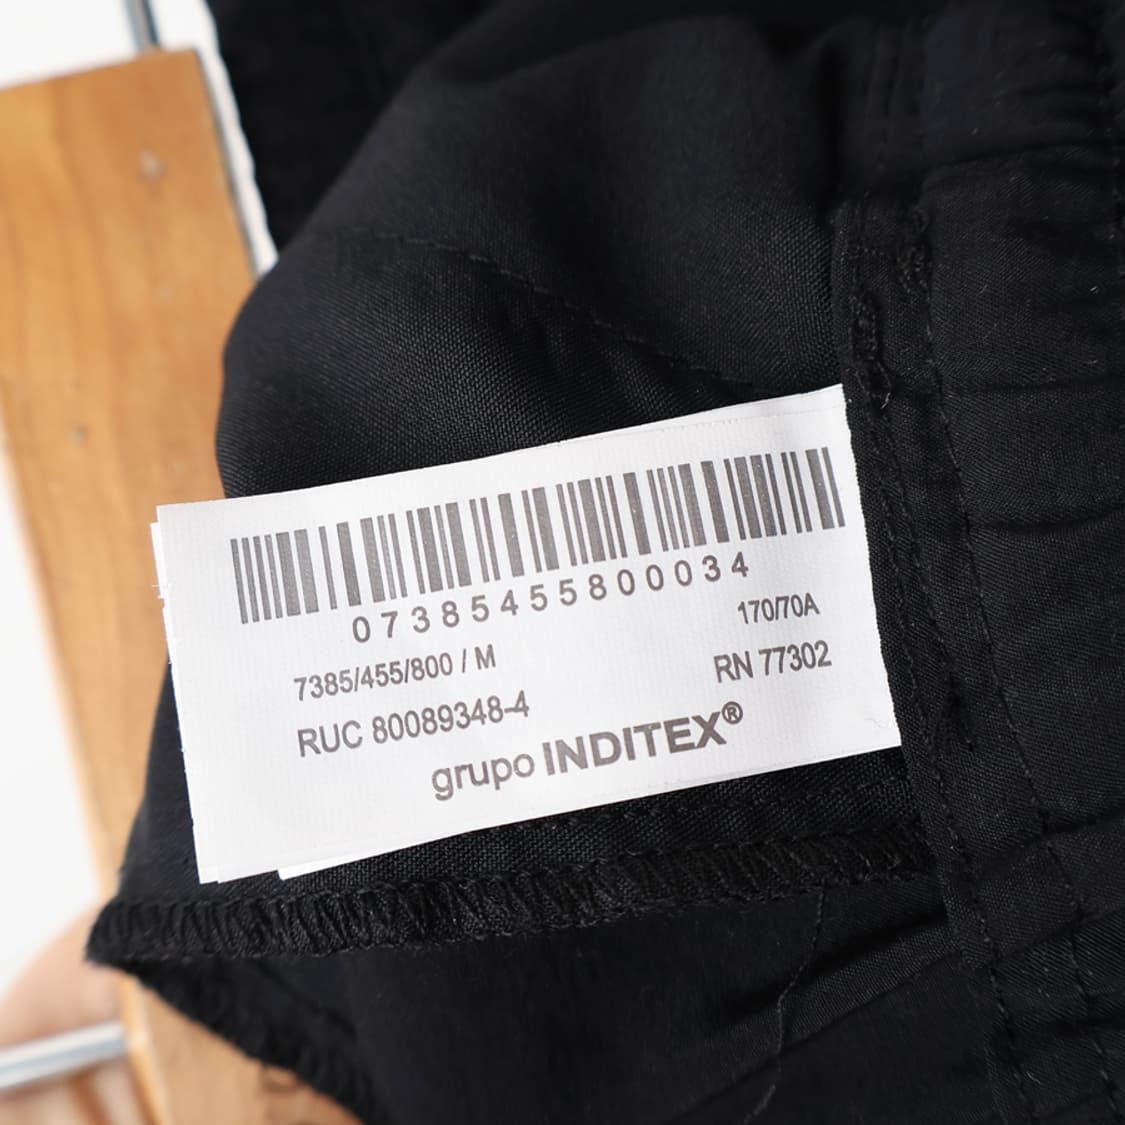 07385455800034
170/70A
7385/455/800 / M
RN 77302
RUC 80089348-4
grupo INDITEX®